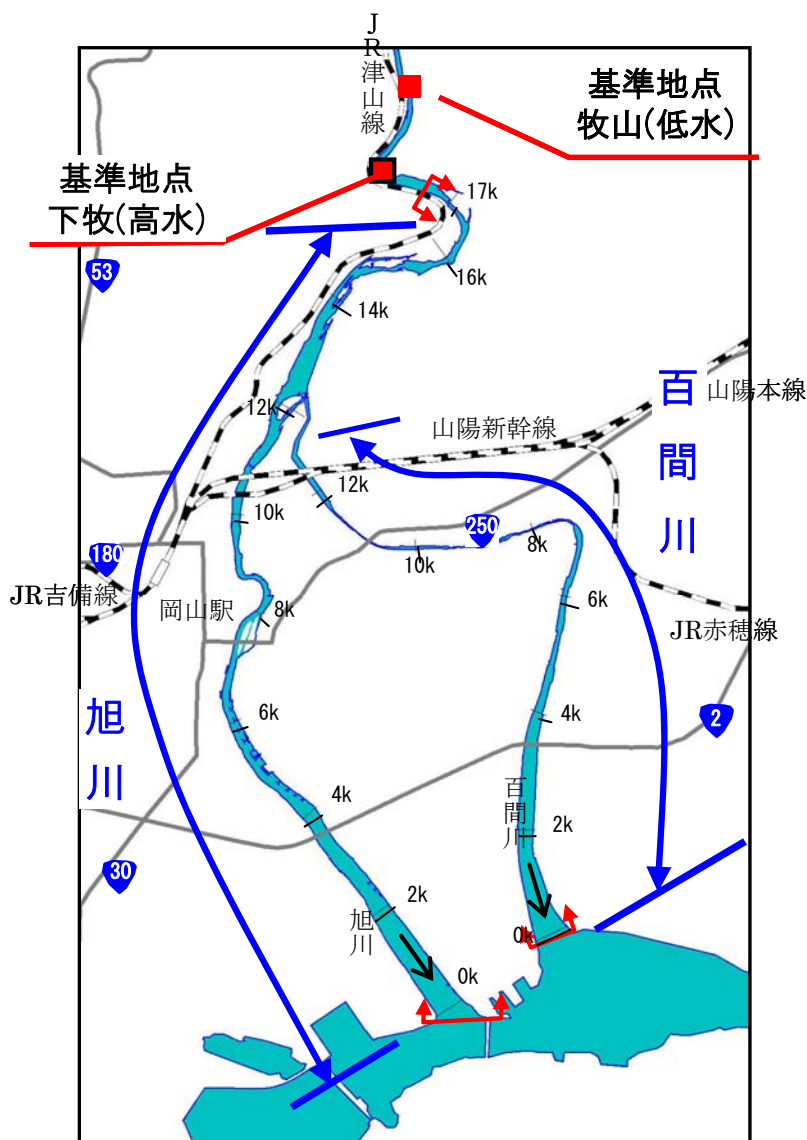 JR津山線
基準地点
牧山(低水)
基準地点
下牧(高水)
17k
16k
53
14k
百間川
山陽本線
12k
山陽新幹線
12k
10k
250
8k
180
10k
JR吉備線
岡山駅
8k
6k
JR赤穂線
旭川
6k
4k
2
4k
百間川
2k
30
2k
旭川
0k
0k